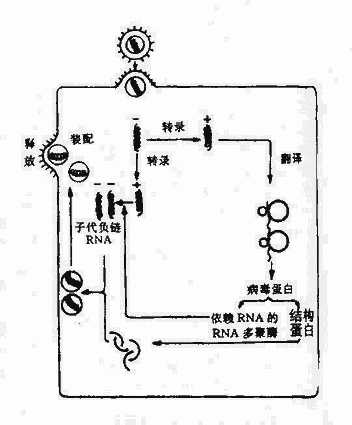 释放
装配
-
转录
+
转录
翻译
- -
+
子代负链
RNA
病毒蛋白
依赖 RNA 的
RNA 多聚酶
结构
蛋白